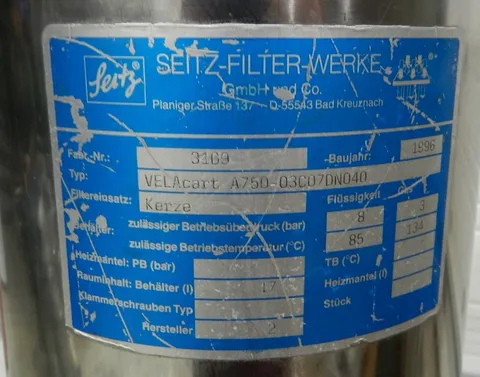 Seitz
SEITZ-FILTER-WERKE
GmbH und Co.
Planiger Straße 137 D-55543 Bad Kreuznach
Fabr.-Nr.: 3169 Baujahr: 1996
Typ: VELAcart A750-03C07DN040
Filtereinsatz: Kerze Flüssigkeit
Behälter: zulässiger Betriebsüberdruck (bar) 8 3
zulässige Betriebstemperatur (°C) 85 134
Heizmantel: PB (bar) TB (°C)
Rauminhalt: Behälter (l) 17 Heizmantel (l)
Klammerschrauben Typ Stück
Hersteller 2